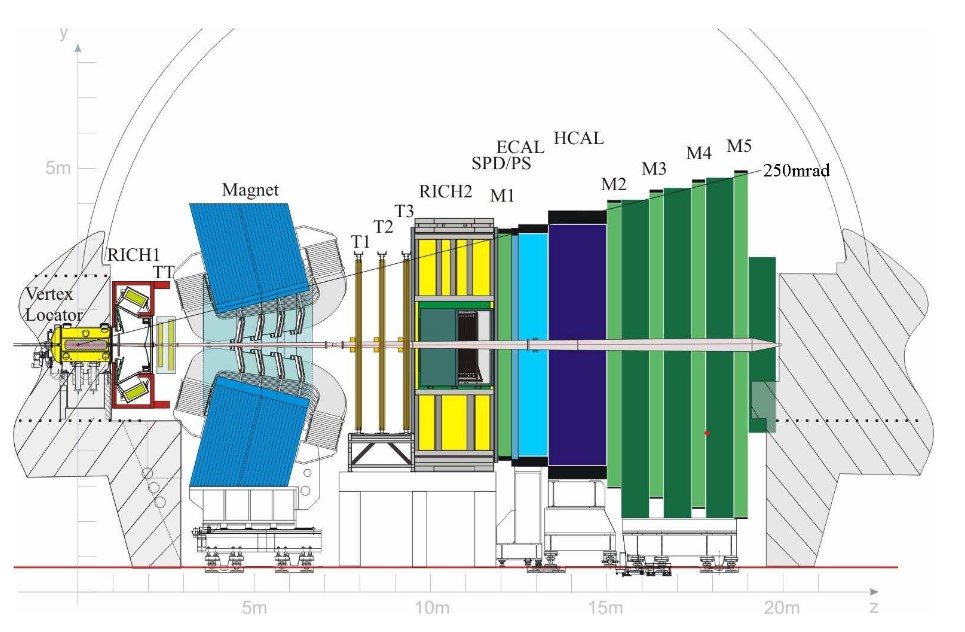 y
ECAL
HCAL
SPD/PS
M5
M4
M3
M2
M1
5m
250mrad
Magnet
RICH2
T3
T2
T1
RICH1
TT
Vertex
Locator
5m
10m
15m
20m
z